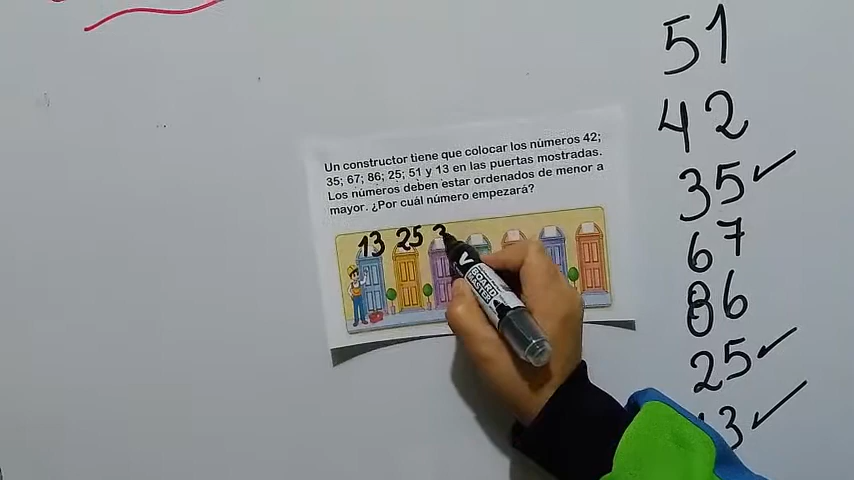 Un constructor tiene que colocar los números 42;
35; 67; 86; 25; 51 y 13 en las puertas mostradas.
Los números deben estar ordenados de menor a
mayor. ¿Por cuál número empezará?
13 25 3
V BOARD MASTER
51
42
35
67
86
25
13